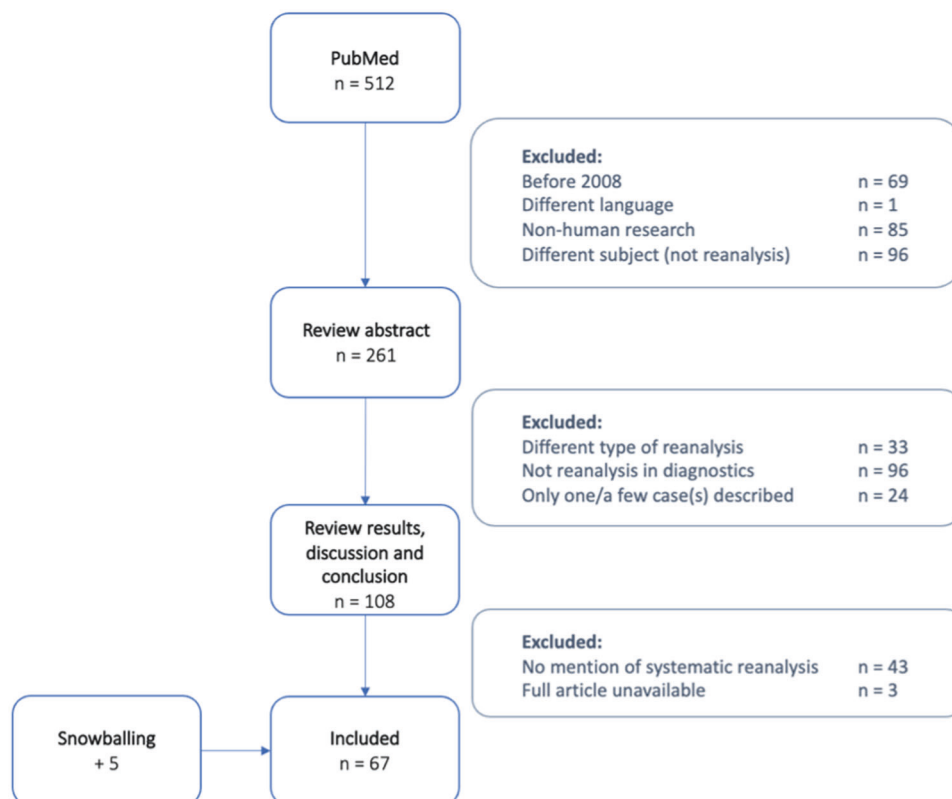 PubMed
n = 512
Excluded:
Before 2008 n = 69
Different language n = 1
Non-human research n = 85
Different subject (not reanalysis) n = 96
Review abstract
n = 261
Excluded:
Different type of reanalysis n = 33
Not reanalysis in diagnostics n = 96
Only one/a few case(s) described n = 24
Review results,
discussion and
conclusion
n = 108
Excluded:
No mention of systematic reanalysis n = 43
Full article unavailable n = 3
Snowballing
+ 5
Included
n = 67